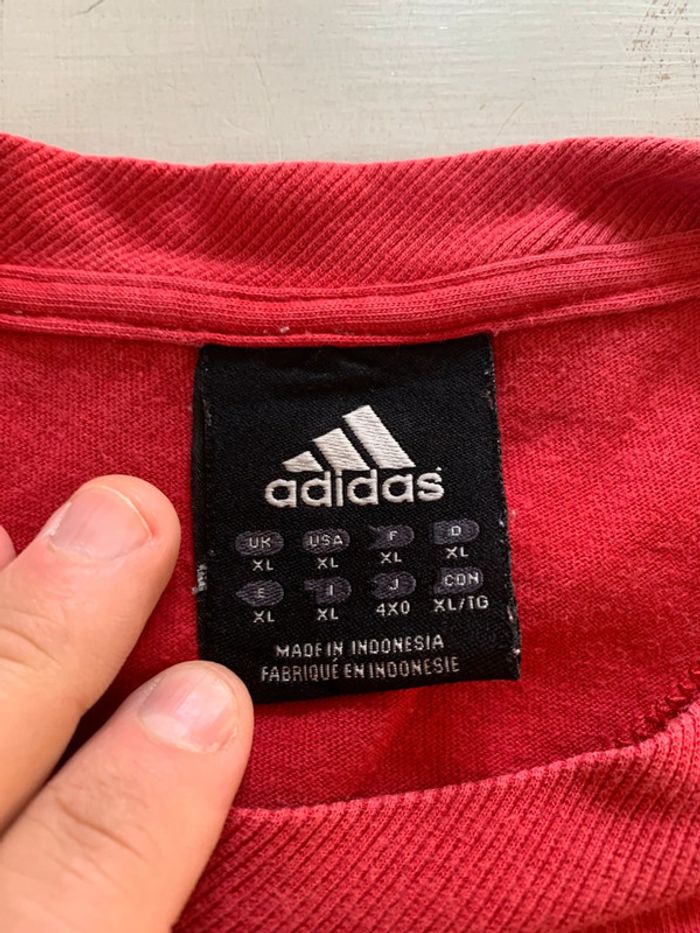 adidas
UK USA F D
XL XL XL XL
E I J CDN
XL XL 4X0 XL/TG
MADE IN INDONESIA
FABRIQUÉ EN INDONESIE